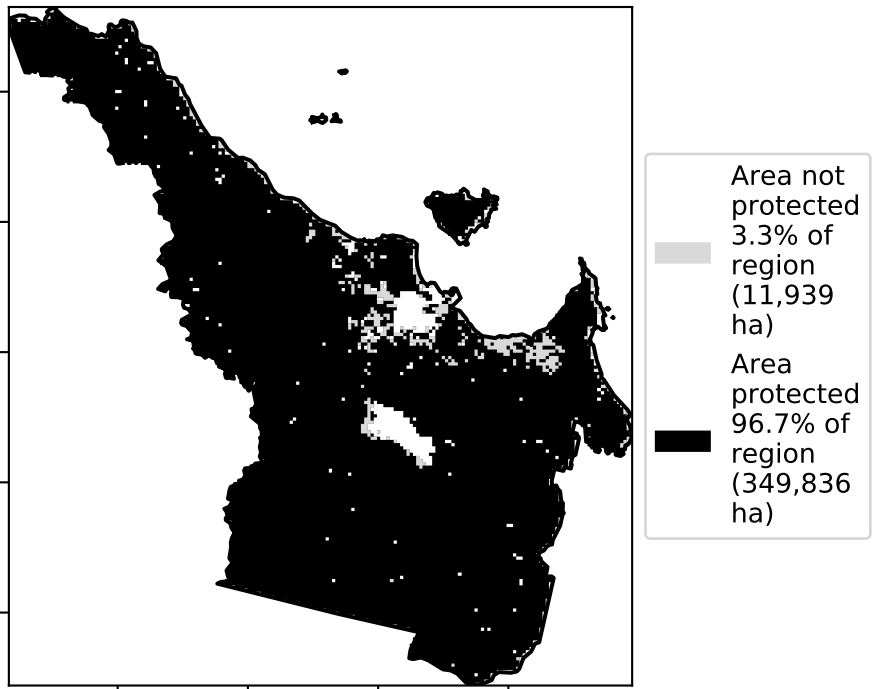 Area not
protected
3.3% of
region
(11,939
ha)
Area
protected
96.7% of
region
(349,836
ha)